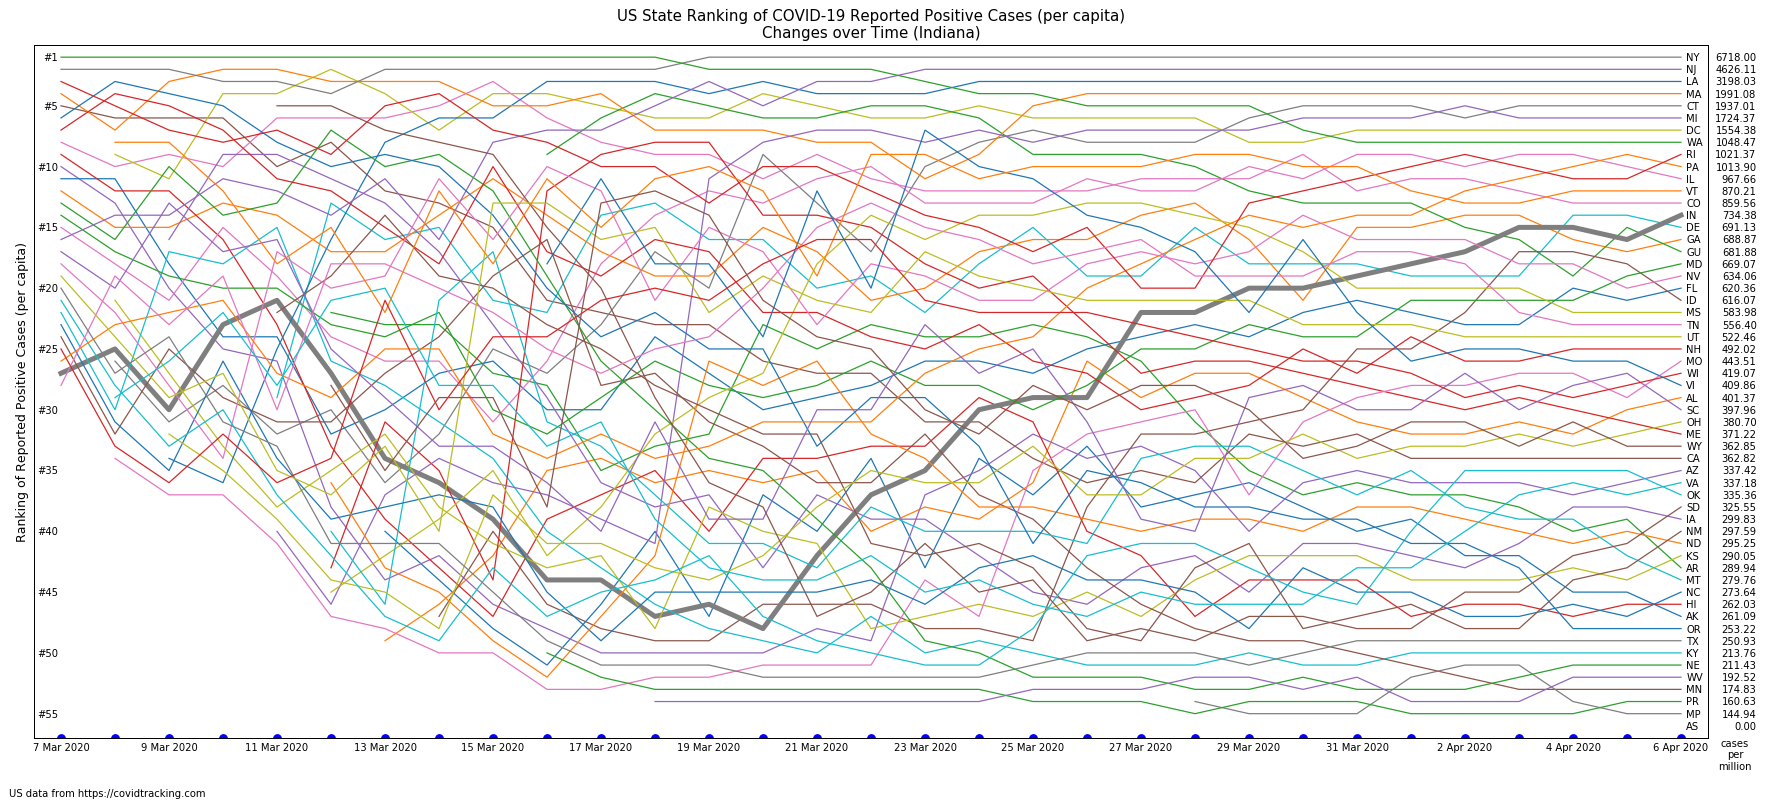 US State Ranking of COVID-19 Reported Positive Cases (per capita)
Changes over Time (Indiana)
Ranking of Reported Positive Cases (per capita)
#1
#5
#10
#15
#20
#25
#30
#35
#40
#45
#50
#55
NY 6718.00
NJ 4626.11
LA 3198.03
MA 1991.08
CT 1937.01
MI 1724.37
DC 1554.38
WA 1048.47
RI 1021.37
PA 1013.90
IL 967.66
VT 870.21
CO 859.56
IN 734.38
DE 691.13
GA 688.87
GU 681.88
MD 669.07
NV 634.06
FL 620.36
ID 616.07
MS 583.98
TN 556.40
UT 522.46
NH 492.02
MO 443.51
WI 419.07
VI 409.86
AL 401.37
SC 397.96
OH 380.70
ME 371.22
WY 362.85
CA 362.82
AZ 337.42
VA 337.18
OK 335.36
SD 325.55
IA 299.83
NM 297.59
ND 295.25
KS 290.05
AR 289.94
MT 279.76
NC 273.64
HI 262.03
AK 261.09
OR 253.22
TX 250.93
KY 213.76
NE 211.43
WV 192.52
MN 174.83
PR 160.63
MP 144.94
AS 0.00
7 Mar 2020
9 Mar 2020
11 Mar 2020
13 Mar 2020
15 Mar 2020
17 Mar 2020
19 Mar 2020
21 Mar 2020
23 Mar 2020
25 Mar 2020
27 Mar 2020
29 Mar 2020
31 Mar 2020
2 Apr 2020
4 Apr 2020
6 Apr 2020
cases
per
million
US data from https://covidtracking.com